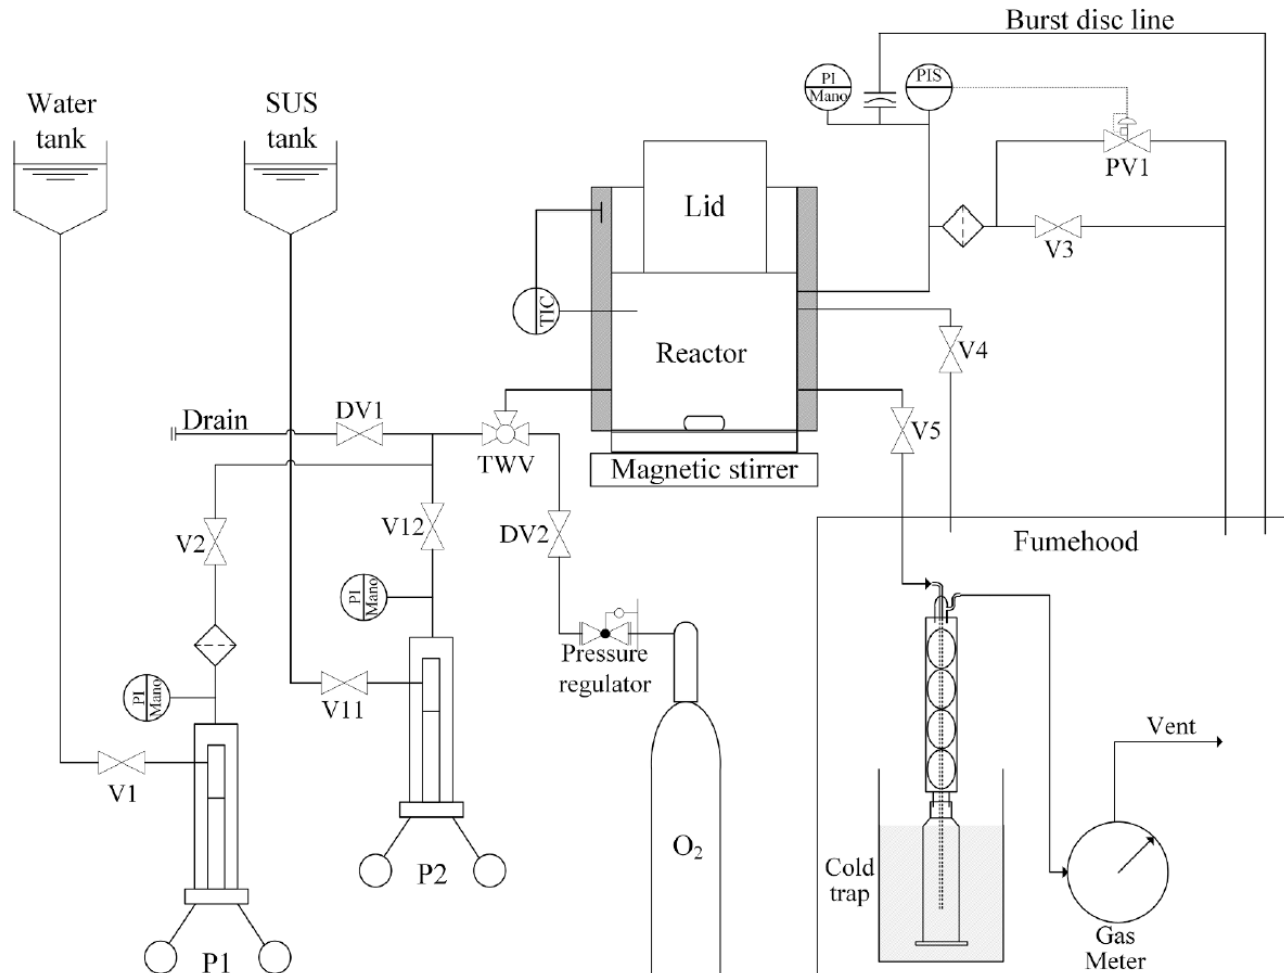 Burst disc line
Water
tank
SUS
tank
PI
Mano
PIS
PV1
Lid
V3
TIC
Reactor
V4
Drain
DV1
TWV
V5
Magnetic stirrer
V2
V12
DV2
Fumehood
PI
Mano
Pressure
regulator
PI
Mano
V11
Vent
V1
O₂
P2
Cold
trap
Gas
Meter
P1